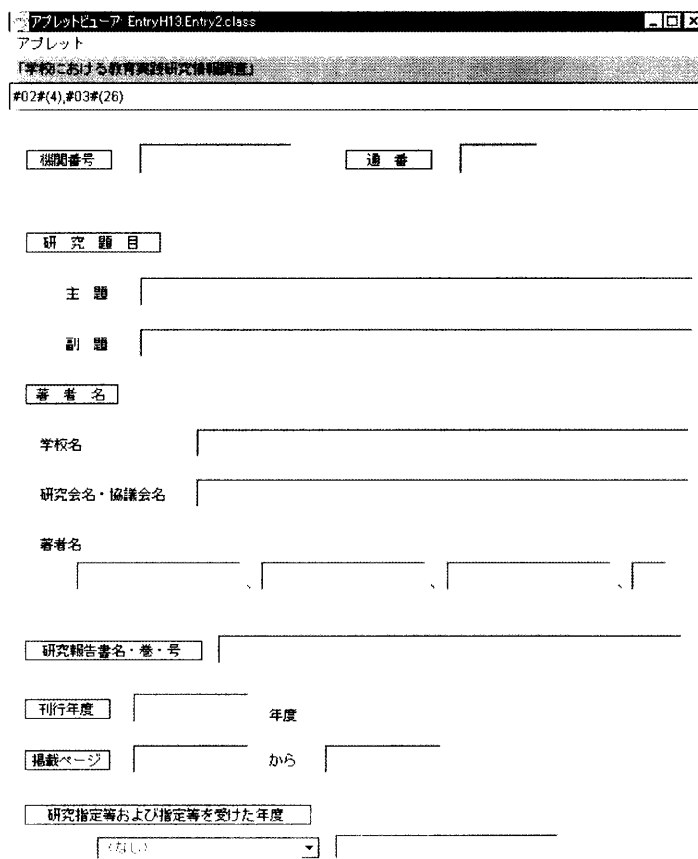 アプレットビューア: EntryH13.Entry2.class
アプレット
「学校における教育実践研究情報調査」
#02#(4),#03#(26)
機関番号 通 番
研 究 題 目
主 題
副 題
著 者 名
学校名
研究会名・協議会名
著者名
、 、 、
研究報告書名・巻・号
刊行年度 年度
掲載ページ から
研究指定等および指定等を受けた年度
(なし)